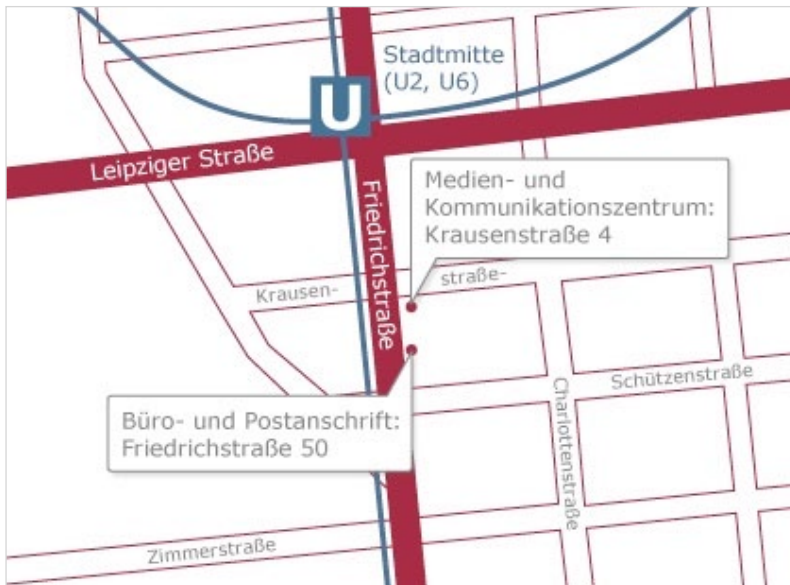 Stadtmitte
(U2, U6)
U
Leipziger Straße
Medien- und
Kommunikationszentrum:
Krausenstraße 4
Friedrichstraße
Krausen-
straße-
Büro- und Postanschrift:
Friedrichstraße 50
Schützenstraße
Charlottenstraße
Zimmerstraße